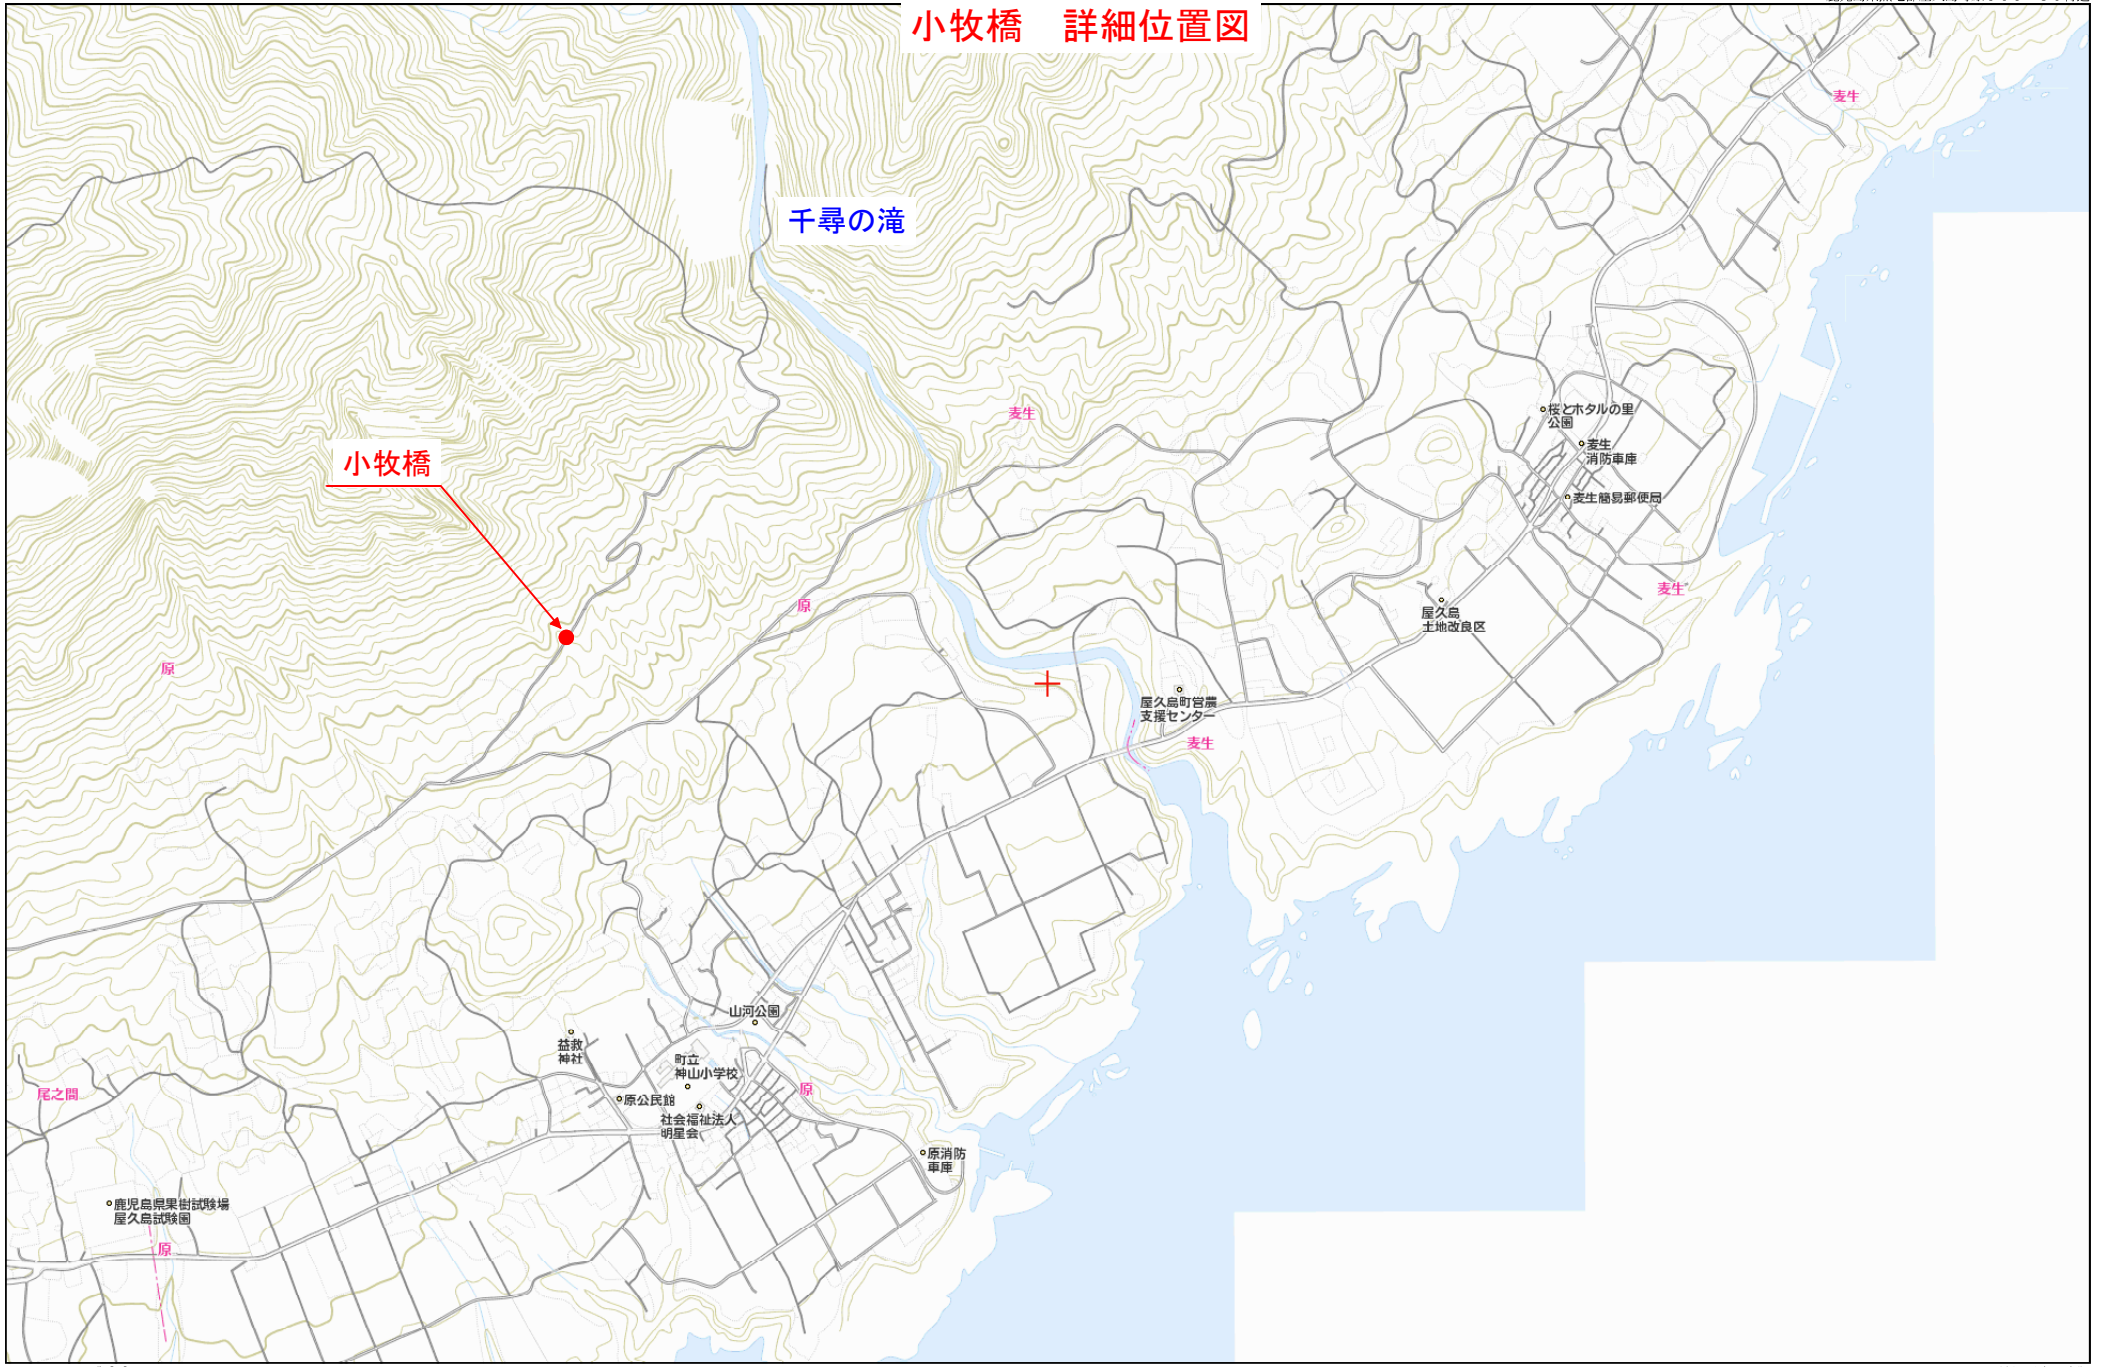 小牧橋　詳細位置図
麦生
千尋の滝
麦生
桜とホタルの里
公園
麦生
消防車庫
小牧橋
麦生簡易郵便局
麦生
原
屋久島
土地改良区
原
屋久島町営農
支援センター
麦生
山河公園
益救
神社
町立
神山小学校
尾之間
原
原公民館
社会福祉法人
明星会
原消防
車庫
鹿児島県果樹試験場
屋久島試験園
原